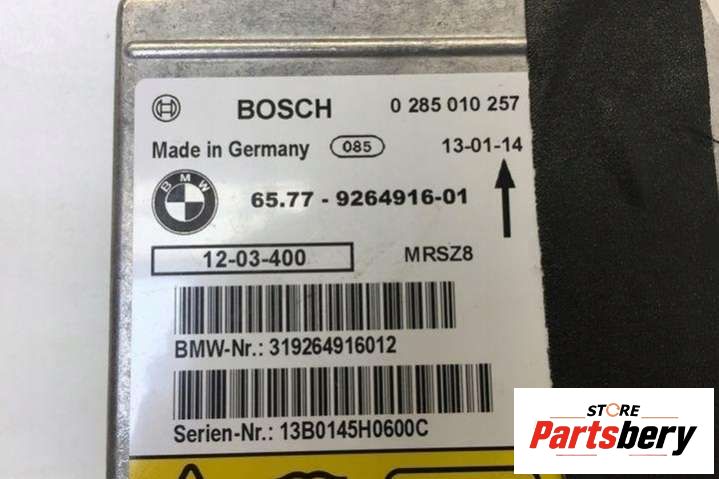 BOSCH 0 285 010 257
Made in Germany 085 13-01-14
BMW 65.77 - 9264916-01
12-03-400 MRSZ8
BMW-Nr.: 319264916012
Serien-Nr.: 13B0145H0600C
STORE
Partsbery